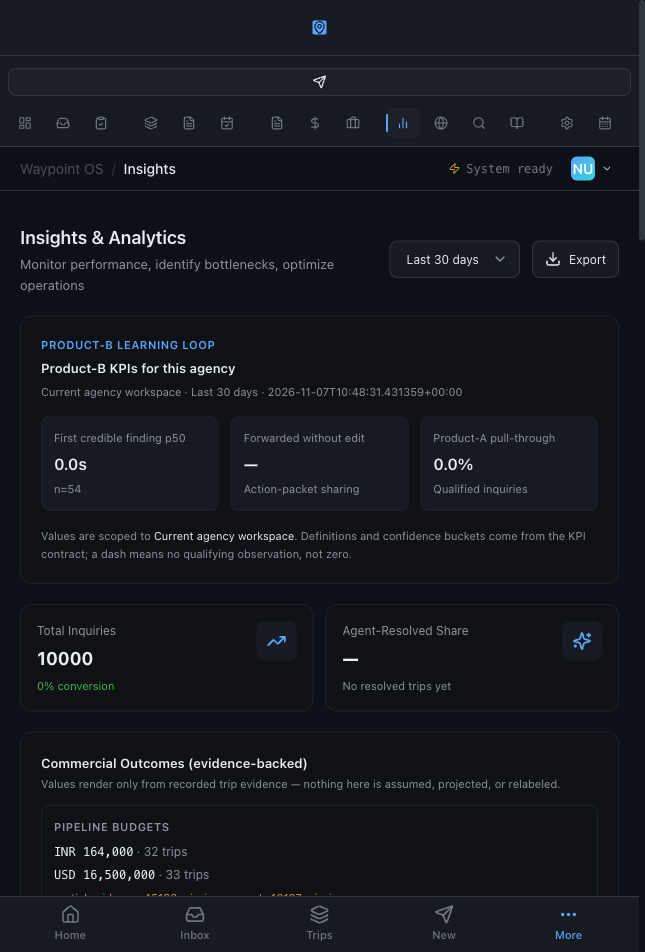 Waypoint OS / Insights
System ready
NU
Insights & Analytics
Monitor performance, identify bottlenecks, optimize
operations
Last 30 days
Export
PRODUCT-B LEARNING LOOP
Product-B KPIs for this agency
Current agency workspace · Last 30 days · 2026-11-07T10:48:31.431359+00:00
First credible finding p50
0.0s
n=54
Forwarded without edit
—
Action-packet sharing
Product-A pull-through
0.0%
Qualified inquiries
Values are scoped to Current agency workspace. Definitions and confidence buckets come from the KPI
contract; a dash means no qualifying observation, not zero.
Total Inquiries
10000
0% conversion
Agent-Resolved Share
—
No resolved trips yet
Commercial Outcomes (evidence-backed)
Values render only from recorded trip evidence — nothing here is assumed, projected, or relabeled.
PIPELINE BUDGETS
INR 164,000 · 32 trips
USD 16,500,000 · 33 trips
Home
Inbox
Trips
New
More